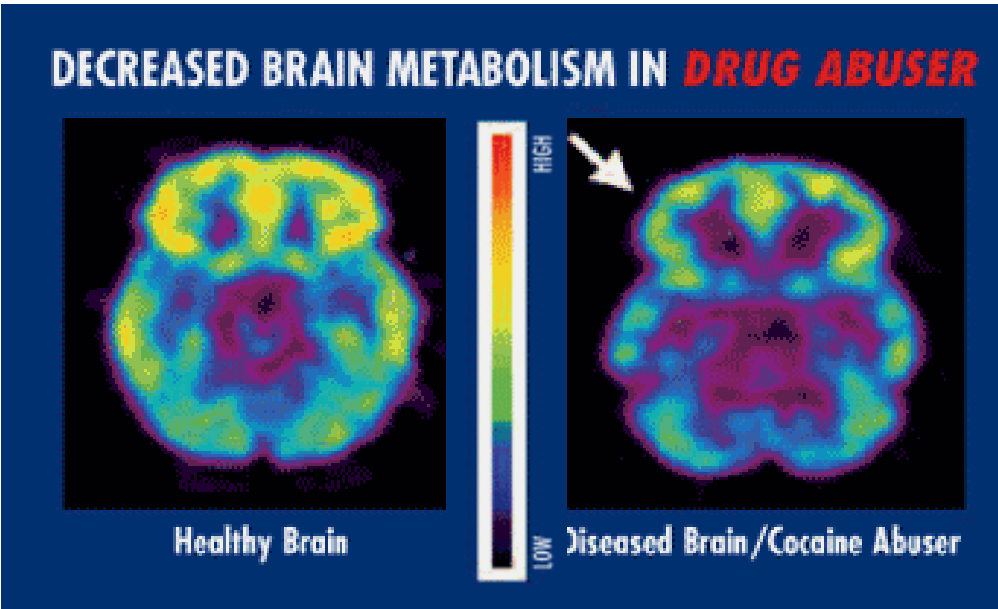 DECREASED BRAIN METABOLISM IN DRUG ABUSER
HIGH
LOW
Healthy Brain
Diseased Brain/Cocaine Abuser